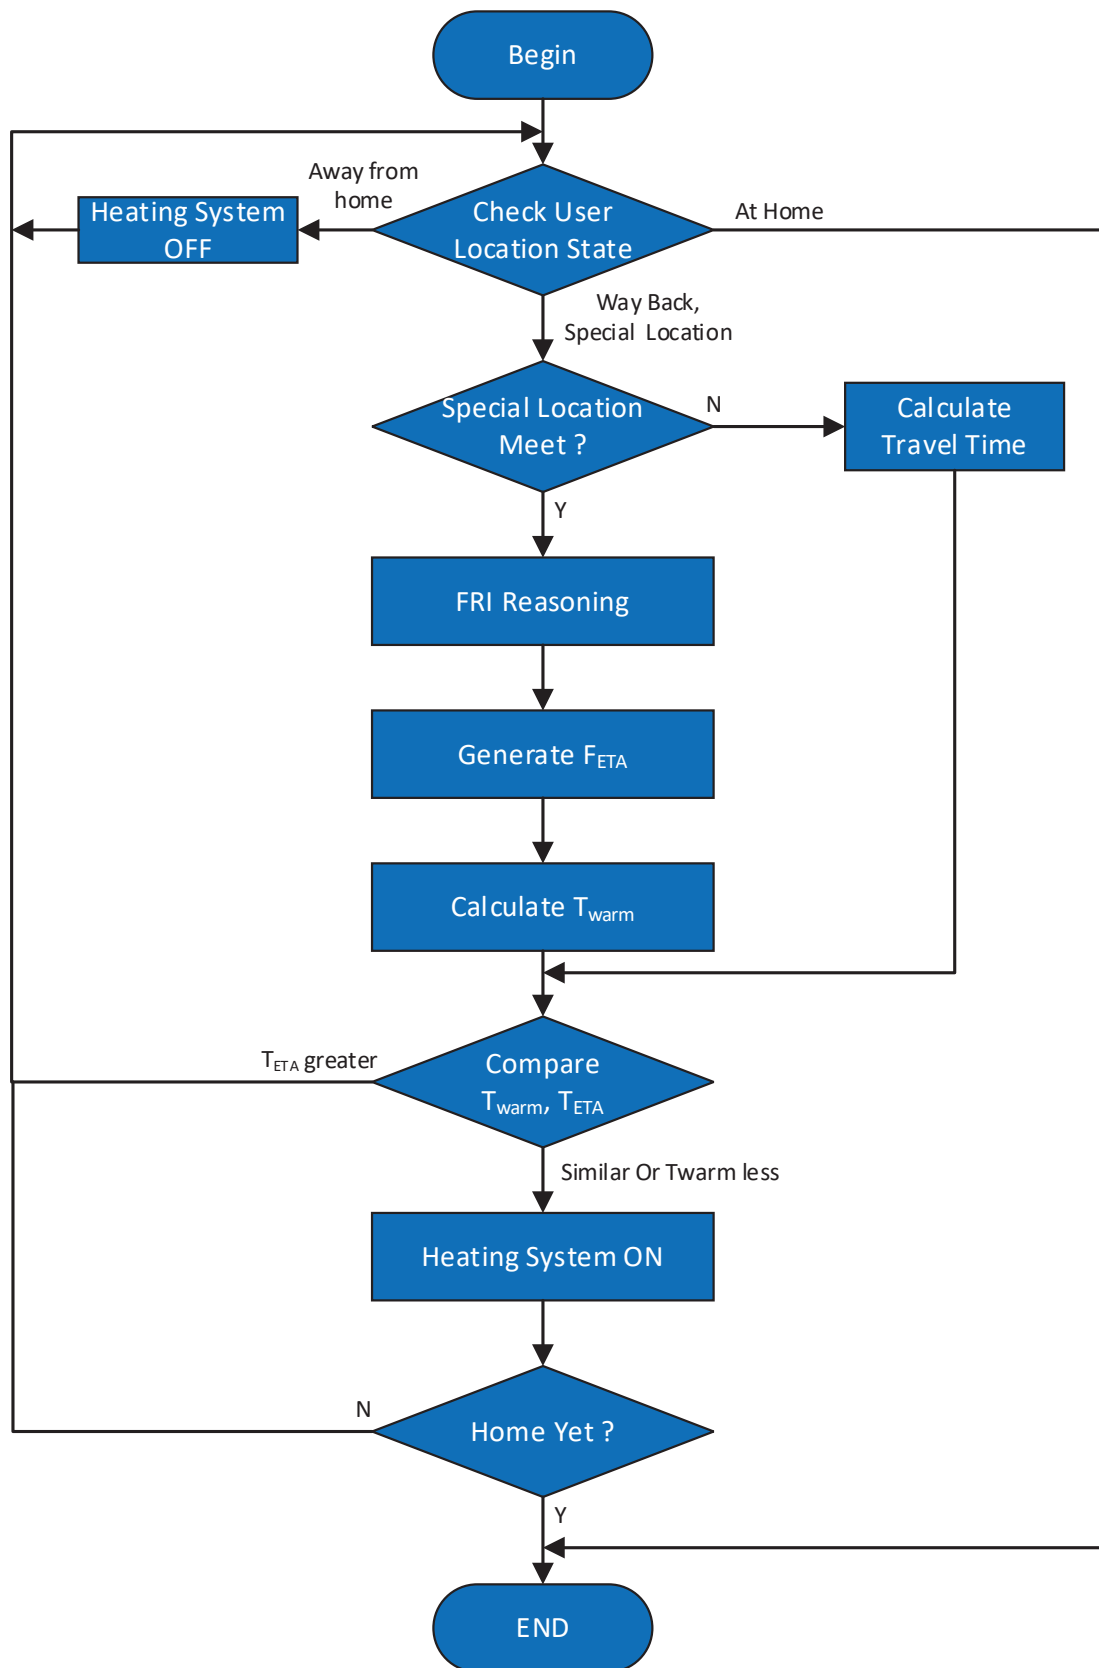 Begin
Away from
home
Heating System
OFF
Check User
Location State
At Home
Way Back,
Special Location
Special Location
Meet ?
N
Calculate
Travel Time
Y
FRI Reasoning
Generate FETA
Calculate Twarm
TETA greater
Compare
Twarm, TETA
Similar Or Twarm less
Heating System ON
N
Home Yet ?
Y
END